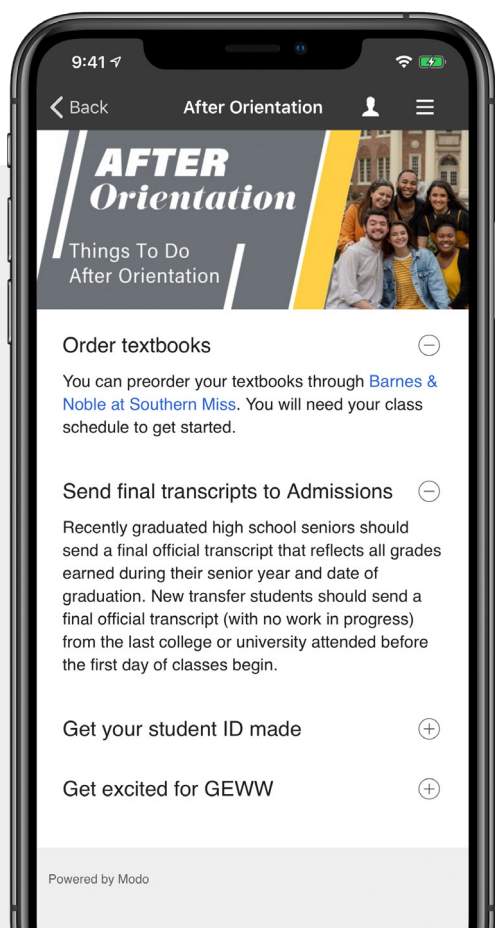 9:41
Back
After Orientation
AFTER
Orientation
Things To Do
After Orientation
Order textbooks
You can preorder your textbooks through Barnes &
Noble at Southern Miss. You will need your class
schedule to get started.
Send final transcripts to Admissions
Recently graduated high school seniors should
send a final official transcript that reflects all grades
earned during their senior year and date of
graduation. New transfer students should send a
final official transcript (with no work in progress)
from the last college or university attended before
the first day of classes begin.
Get your student ID made
Get excited for GEWW
Powered by Modo